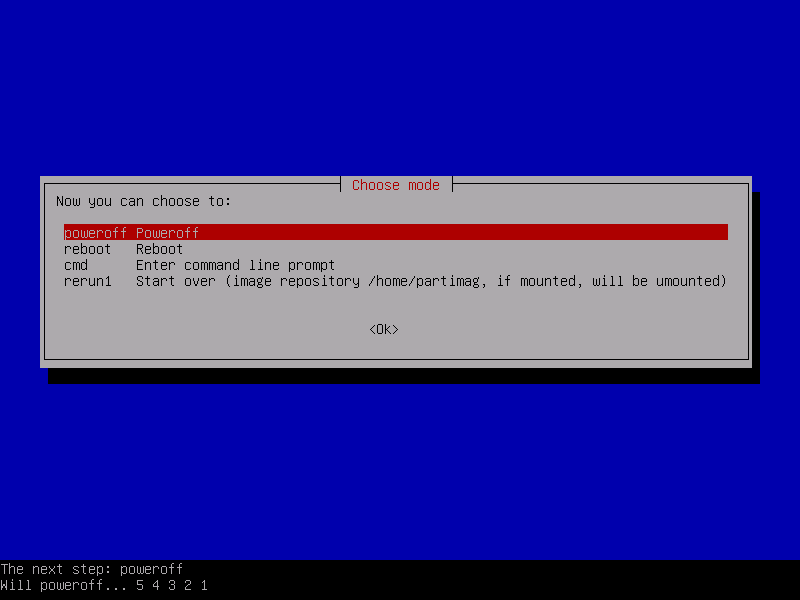 Choose mode
Now you can choose to:
poweroff Poweroff
reboot Reboot
cmd Enter command line prompt
rerun1 Start over (image repository /home/partimag, if mounted, will be umounted)
<Ok>
The next step: poweroff
Will poweroff... 5 4 3 2 1